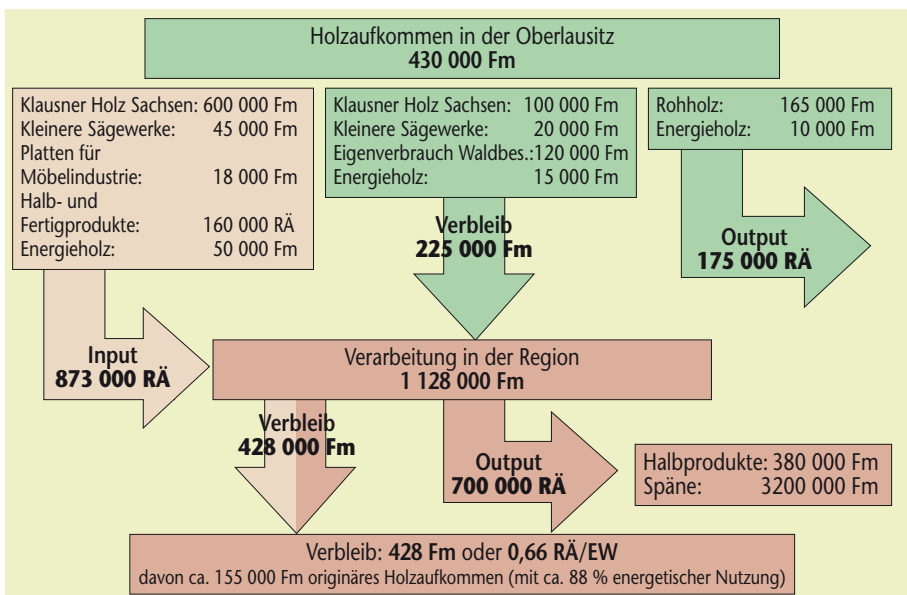 Holzaufkommen in der Oberlausitz
430 000 Fm
Klausner Holz Sachsen: 600 000 Fm
Kleinere Sägewerke: 45 000 Fm
Platten für
Möbelindustrie: 18 000 Fm
Halb- und
Fertigprodukte: 160 000 RÄ
Energieholz: 50 000 Fm
Klausner Holz Sachsen: 100 000 Fm
Kleinere Sägewerke: 20 000 Fm
Eigenverbrauch Waldbes.:120 000 Fm
Energieholz: 15 000 Fm
Rohholz: 165 000 Fm
Energieholz: 10 000 Fm
Verbleib
225 000 Fm
Output
175 000 RÄ
Input
873 000 RÄ
Verarbeitung in der Region
1 128 000 Fm
Verbleib
428 000 Fm
Output
700 000 RÄ
Halbprodukte: 380 000 Fm
Späne: 3200 000 Fm
Verbleib: 428 Fm oder 0,66 RÄ/EW
davon ca. 155 000 Fm originäres Holzaufkommen (mit ca. 88 % energetischer Nutzung)